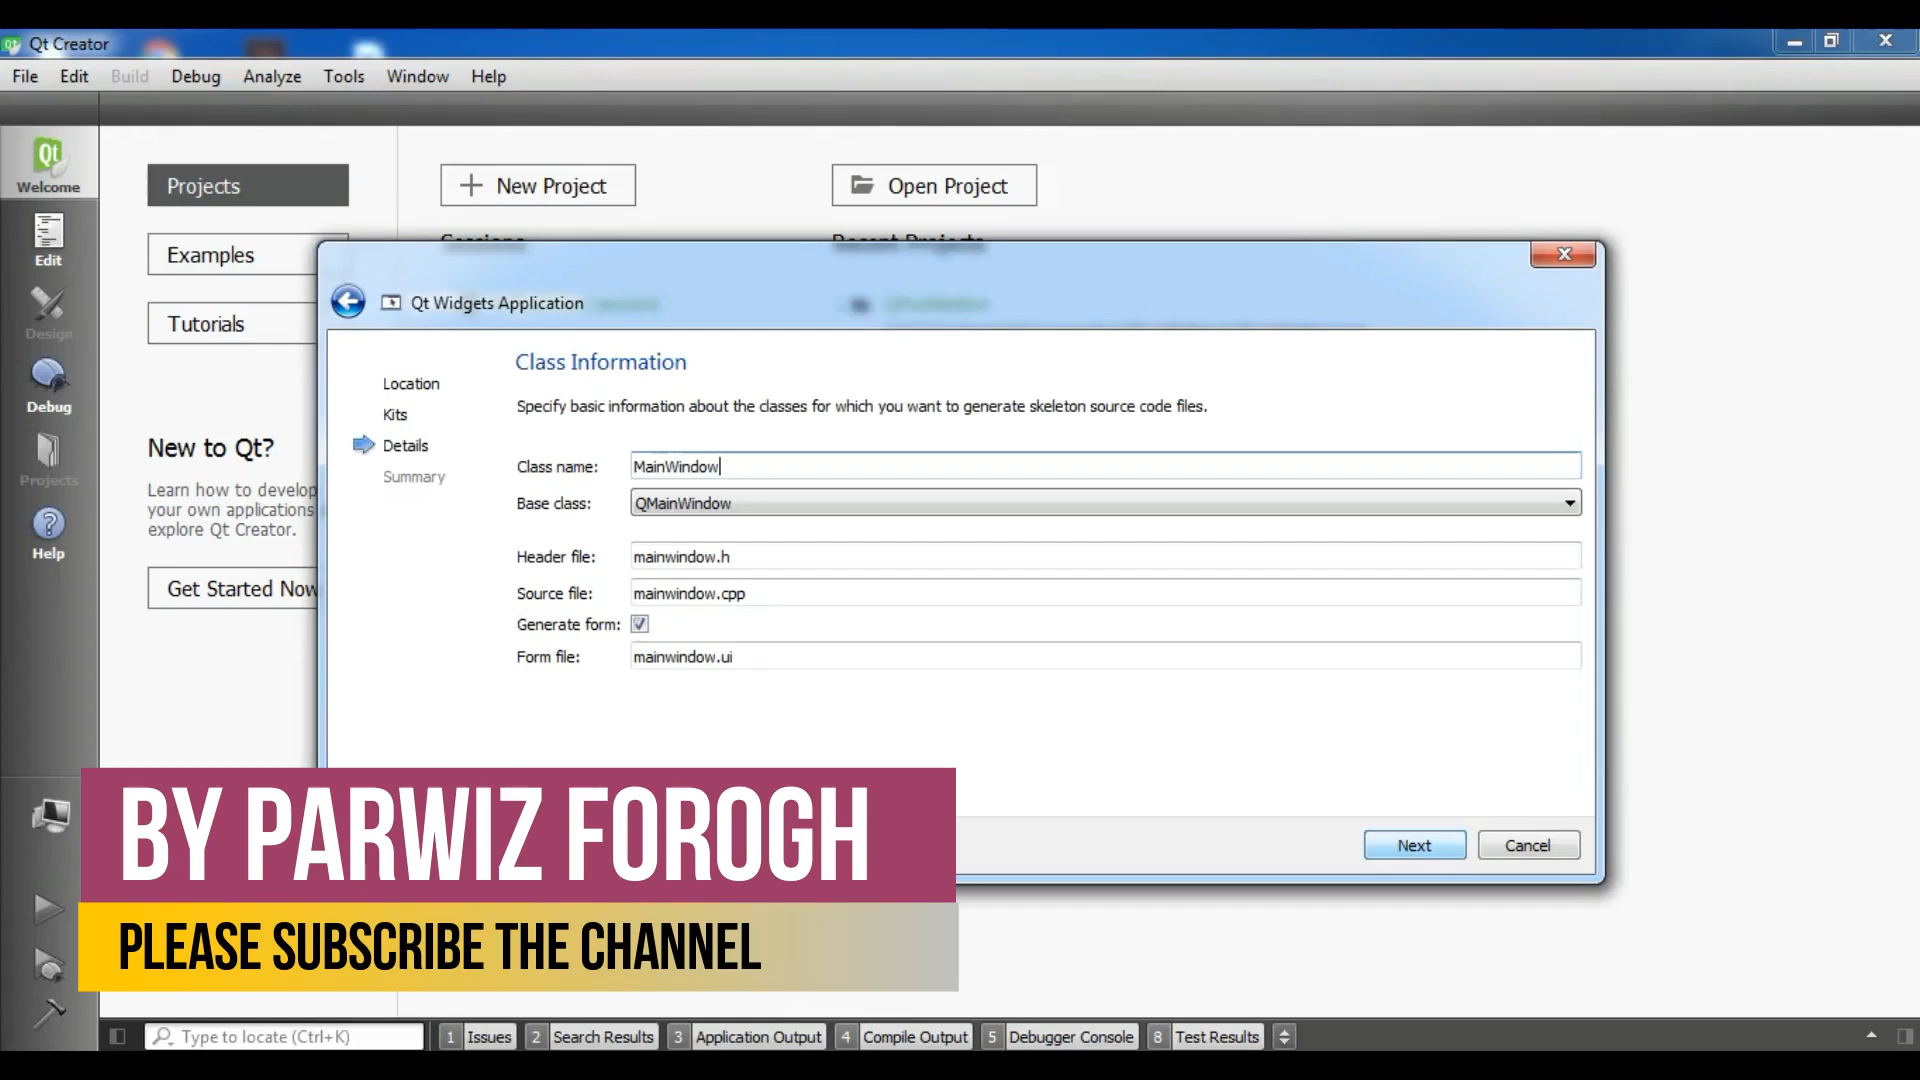 Qt Creator
File Edit Build Debug Analyze Tools Window Help
Qt
Welcome
Edit
Design
Debug
Projects
Help
Projects
Examples
Tutorials
New to Qt?
Learn how to develop
your own applications
explore Qt Creator.
Get Started Now
New Project
Open Project
Sessions
Recent Projects
Qt Widgets Application
Location
Kits
Details
Summary
Class Information
Specify basic information about the classes for which you want to generate skeleton source code files.
Class name: MainWindow
Base class: QMainWindow
Header file: mainwindow.h
Source file: mainwindow.cpp
Generate form:
Form file: mainwindow.ui
Next Cancel
BY PARWIZ FOROGH
PLEASE SUBSCRIBE THE CHANNEL
Type to locate (Ctrl+K) 1 Issues 2 Search Results 3 Application Output 4 Compile Output 5 Debugger Console 8 Test Results